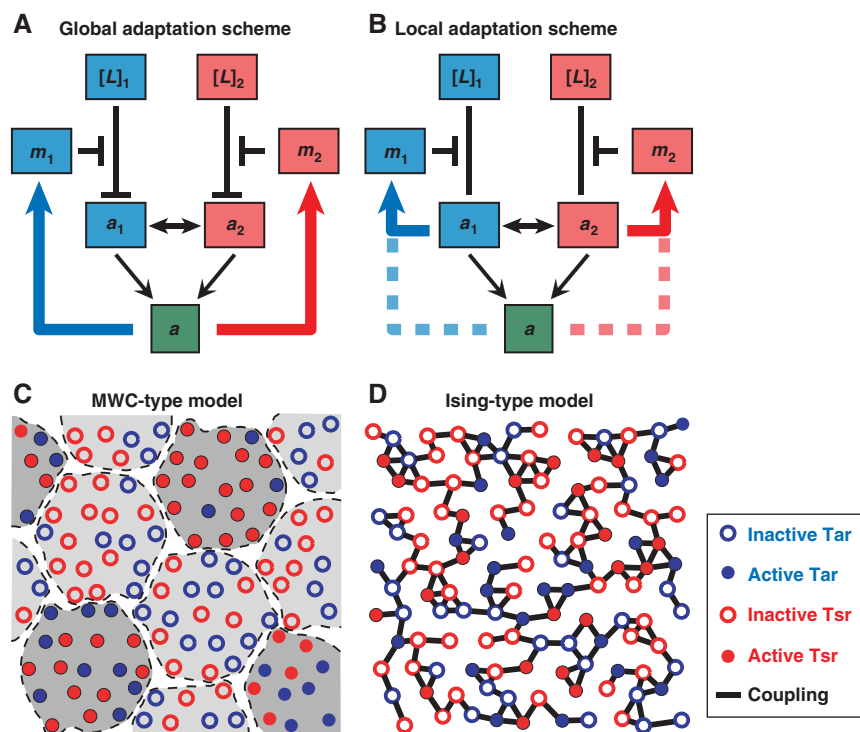 A Global adaptation scheme
[L]1 [L]2
m1 m2
a1 a2
a
B Local adaptation scheme
[L]1 [L]2
m1 m2
a1 a2
a
C MWC-type model
D Ising-type model
Inactive Tar
Active Tar
Inactive Tsr
Active Tsr
Coupling